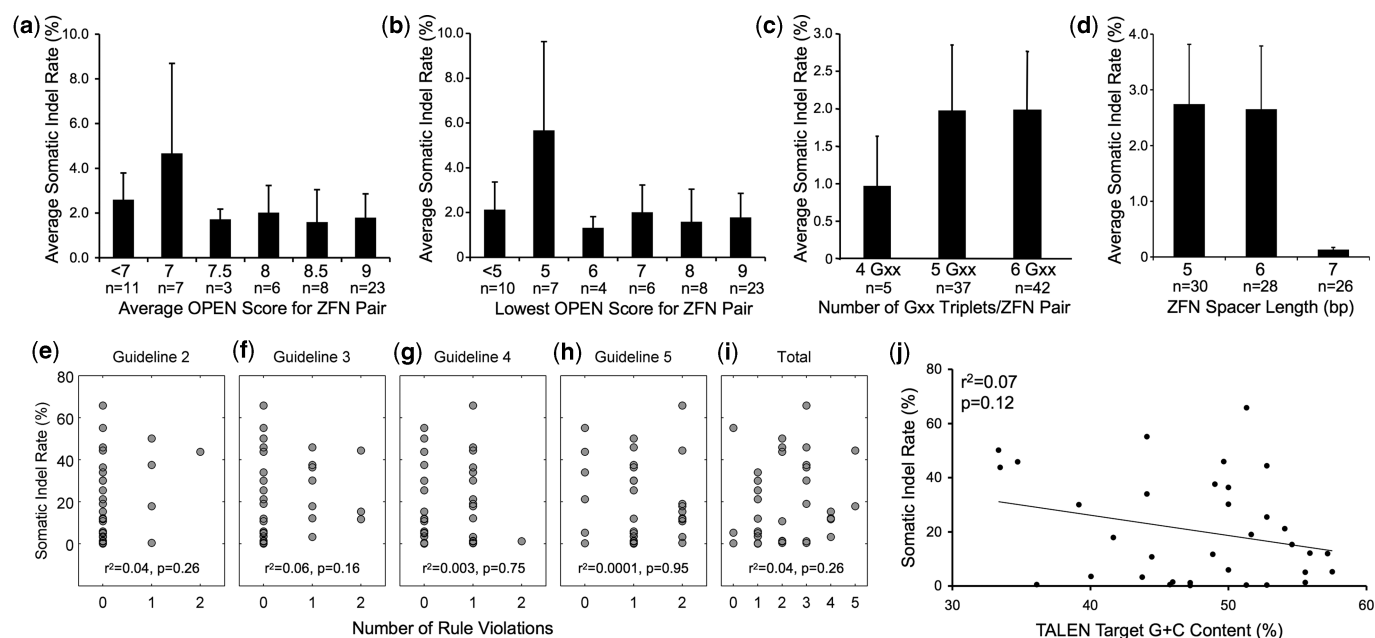 (a)
Average Somatic Indel Rate (%)
10.0
8.0
6.0
4.0
2.0
0.0
<7 7 7.5 8 8.5 9
n=11 n=7 n=3 n=6 n=8 n=23
Average OPEN Score for ZFN Pair
(b)
Average Somatic Indel Rate (%)
10.0
8.0
6.0
4.0
2.0
0
<5 5 6 7 8 9
n=10 n=7 n=4 n=6 n=8 n=23
Lowest OPEN Score for ZFN Pair
(c)
Average Somatic Indel Rate (%)
3.0
2.5
2.0
1.5
1.0
0.5
0
4 Gxx 5 Gxx 6 Gxx
n=5 n=37 n=42
Number of Gxx Triplets/ZFN Pair
(d)
Average Somatic Indel Rate (%)
4.0
3.0
2.0
1.0
0
5 6 7
n=30 n=28 n=26
ZFN Spacer Length (bp)
(e) Guideline 2
Somatic Indel Rate (%)
80
60
40
20
0
r²=0.04, p=0.26
0 1 2
(f) Guideline 3
r²=0.06, p=0.16
0 1 2
(g) Guideline 4
r²=0.003, p=0.75
0 1 2
(h) Guideline 5
r²=0.0001, p=0.95
0 1 2
(i) Total
r²=0.04, p=0.26
0 1 2 3 4 5
Number of Rule Violations
(j)
Somatic Indel Rate (%)
80
60
40
20
0
r²=0.07
p=0.12
30 40 50 60
TALEN Target G+C Content (%)